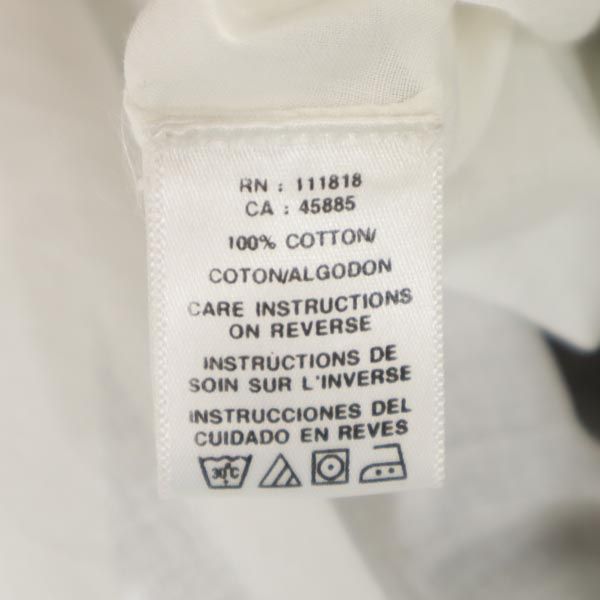 RN : 111818
CA : 45885
100% COTTON/
COTON/ALGODON
CARE INSTRUCTIONS
ON REVERSE
INSTRUCTIONS DE
SOIN SUR L'INVERSE
INSTRUCCIONES DEL
CUIDADO EN REVES
30°C